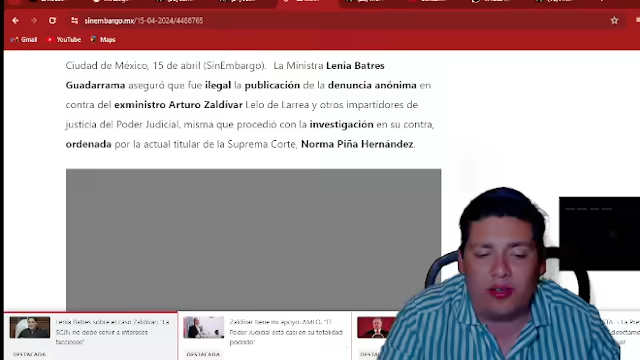 sinembargo.mx/15-04-2024/4488765
Gmail YouTube Maps
Ciudad de México, 15 de abril (SinEmbargo). La Ministra Lenia Batres
Guadarrama aseguró que fue ilegal la publicación de la denuncia anónima en
contra del exministro Arturo Zaldívar Lelo de Larrea y otros impartidores de
justicia del Poder Judicial, misma que procedió con la investigación en su contra,
ordenada por la actual titular de la Suprema Corte, Norma Piña Hernández.
Lenia Batres sobre el caso Zaldívar: "La
SCJN no debe servir a intereses
facciosos"
DESTACADA
Zaldívar tiene mi apoyo: AMLO. "El
Poder Judicial está casi en su totalidad
podrido"
DESTACADA
DESTACADA